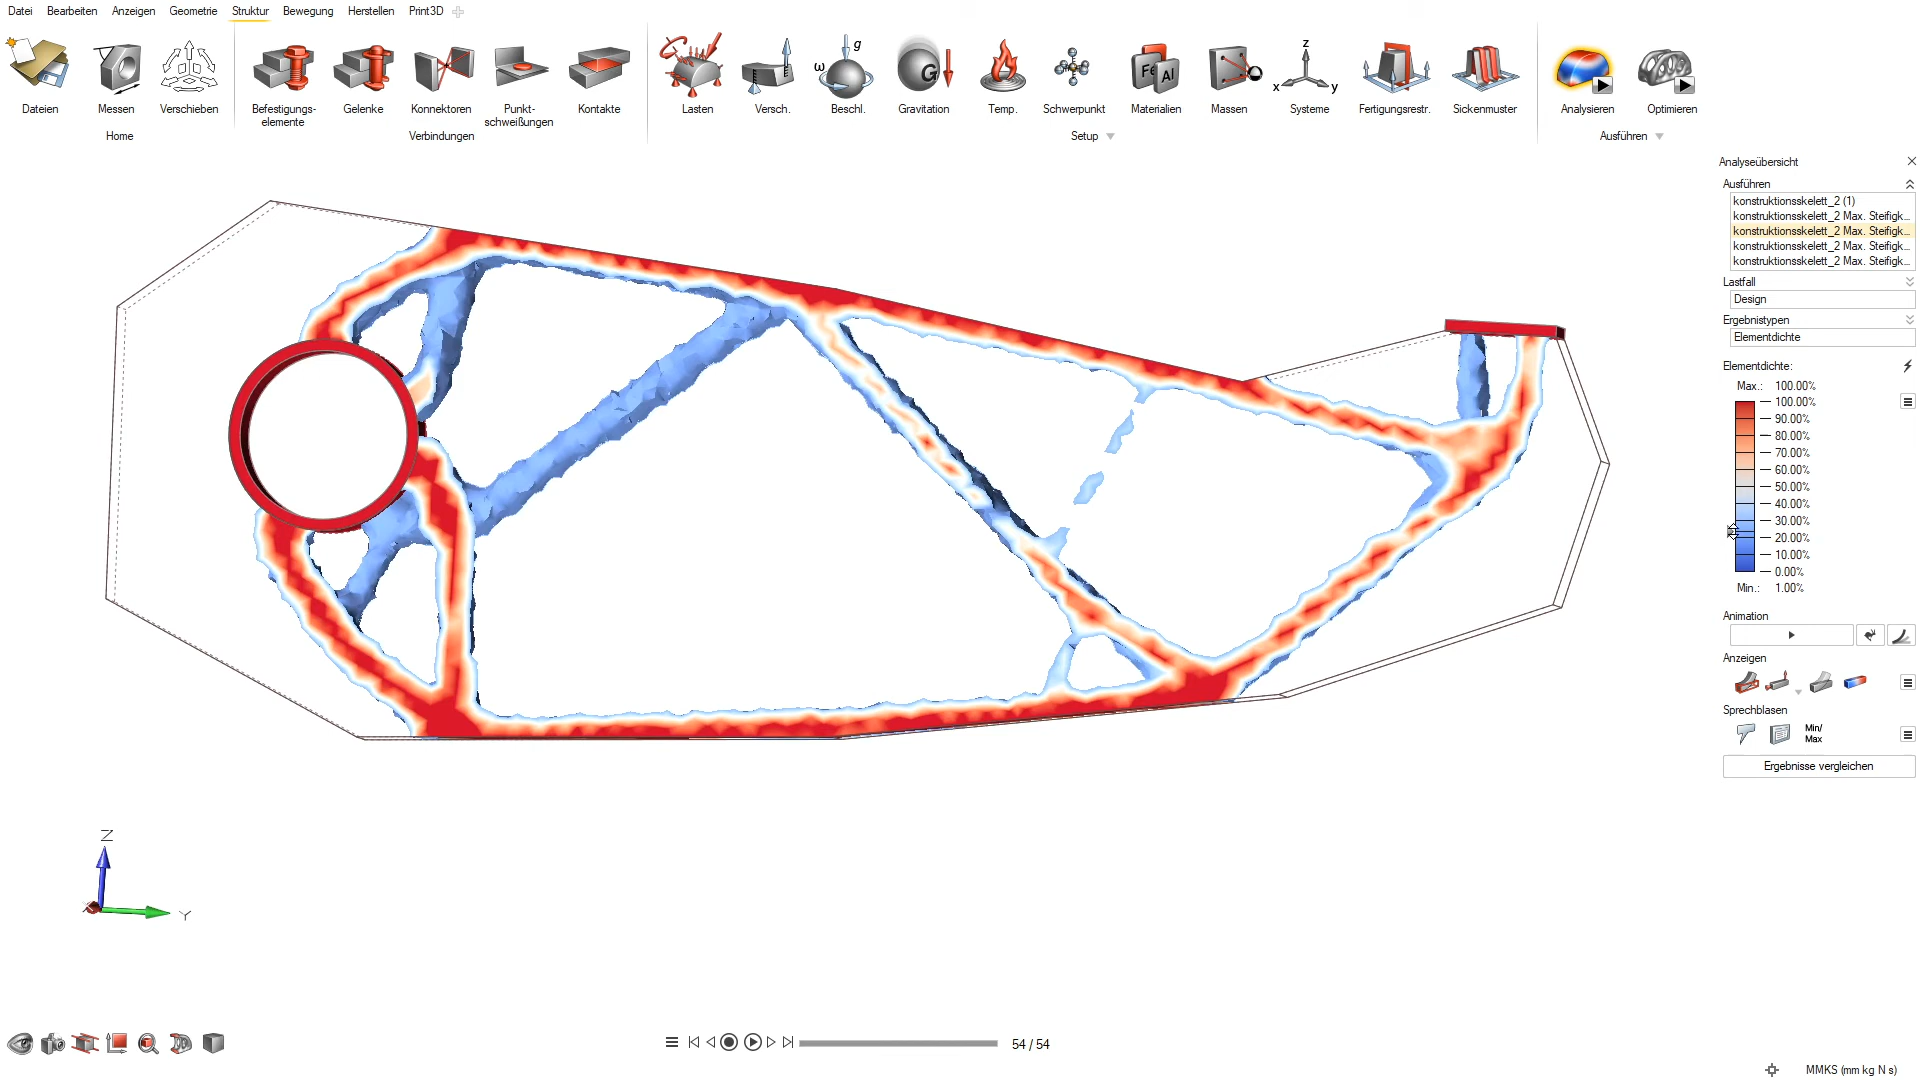 Datei Bearbeiten Anzeigen Geometrie Struktur Bewegung Herstellen Print3D
Dateien Messen Verschieben
Home
Befestigungs-
elemente
Gelenke Konnektoren
Punkt-
schweißungen
Kontakte
Verbindungen
ω g
Fe Al
G
z
x y
Lasten Versch. Beschl. Gravitation Temp. Schwerpunkt Materialien Massen Systeme Fertigungsrestr. Sickenmuster
Setup
Analysieren Optimieren
Ausführen
Analyseübersicht
Ausführen
konstruktionsskelett_2 (1)
konstruktionsskelett_2 Max. Steifigk...
konstruktionsskelett_2 Max. Steifigk...
konstruktionsskelett_2 Max. Steifigk...
konstruktionsskelett_2 Max. Steifigk...
Lastfall
Design
Ergebnistypen
Elementdichte
Elementdichte:
Max.: 100.00%
100.00%
90.00%
80.00%
70.00%
60.00%
50.00%
40.00%
30.00%
20.00%
10.00%
0.00%
Min.: 1.00%
Animation
Anzeigen
Sprechblasen
Min/
Max
Ergebnisse vergleichen
Z
Y
X
54 / 54
MMKS (mm kg N s)